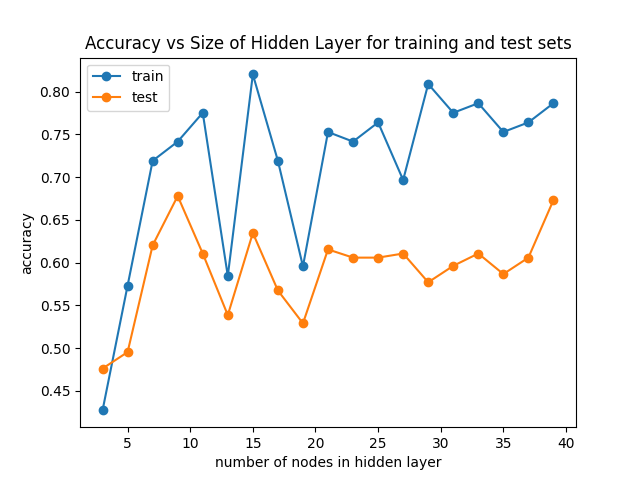 Accuracy vs Size of Hidden Layer for training and test sets
train
test
0.80
0.75
0.70
0.65
0.60
0.55
0.50
0.45
accuracy
5 10 15 20 25 30 35 40
number of nodes in hidden layer